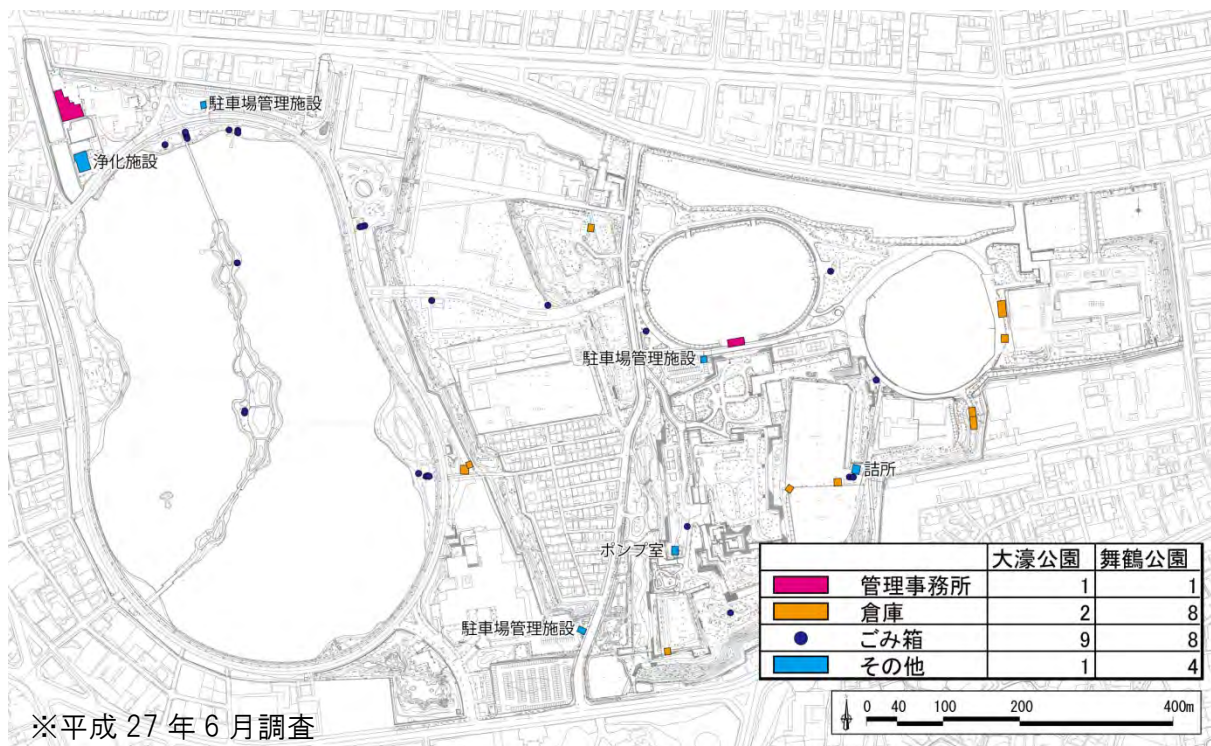 駐車場管理施設
浄化施設
駐車場管理施設
詰所
ポンプ室
駐車場管理施設
大濠公園 舞鶴公園
管理事務所 1 1
倉庫 2 8
ごみ箱 9 8
その他 1 4
0 40 100 200 400m
※平成 27 年 6 月調査